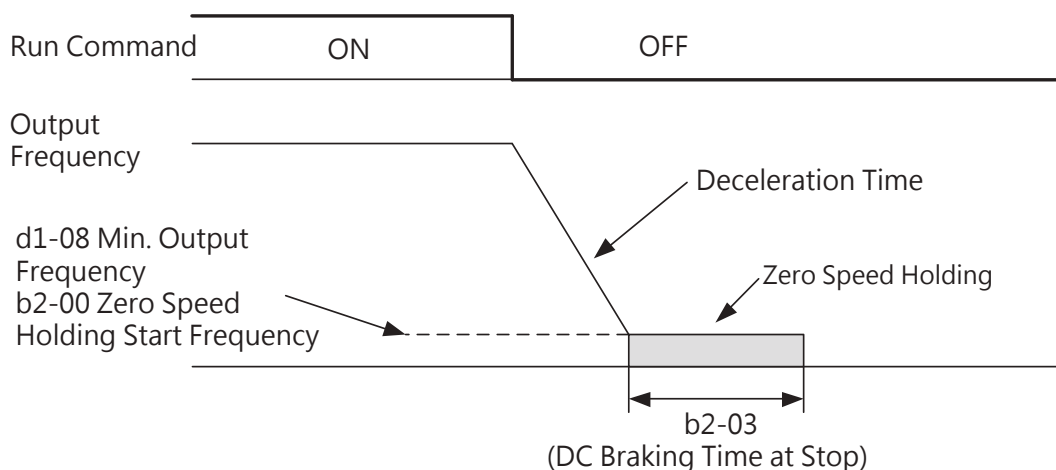 Run Command
ON
OFF
Output
Frequency
Deceleration Time
d1-08 Min. Output
Frequency
b2-00 Zero Speed
Holding Start Frequency
Zero Speed Holding
b2-03
(DC Braking Time at Stop)